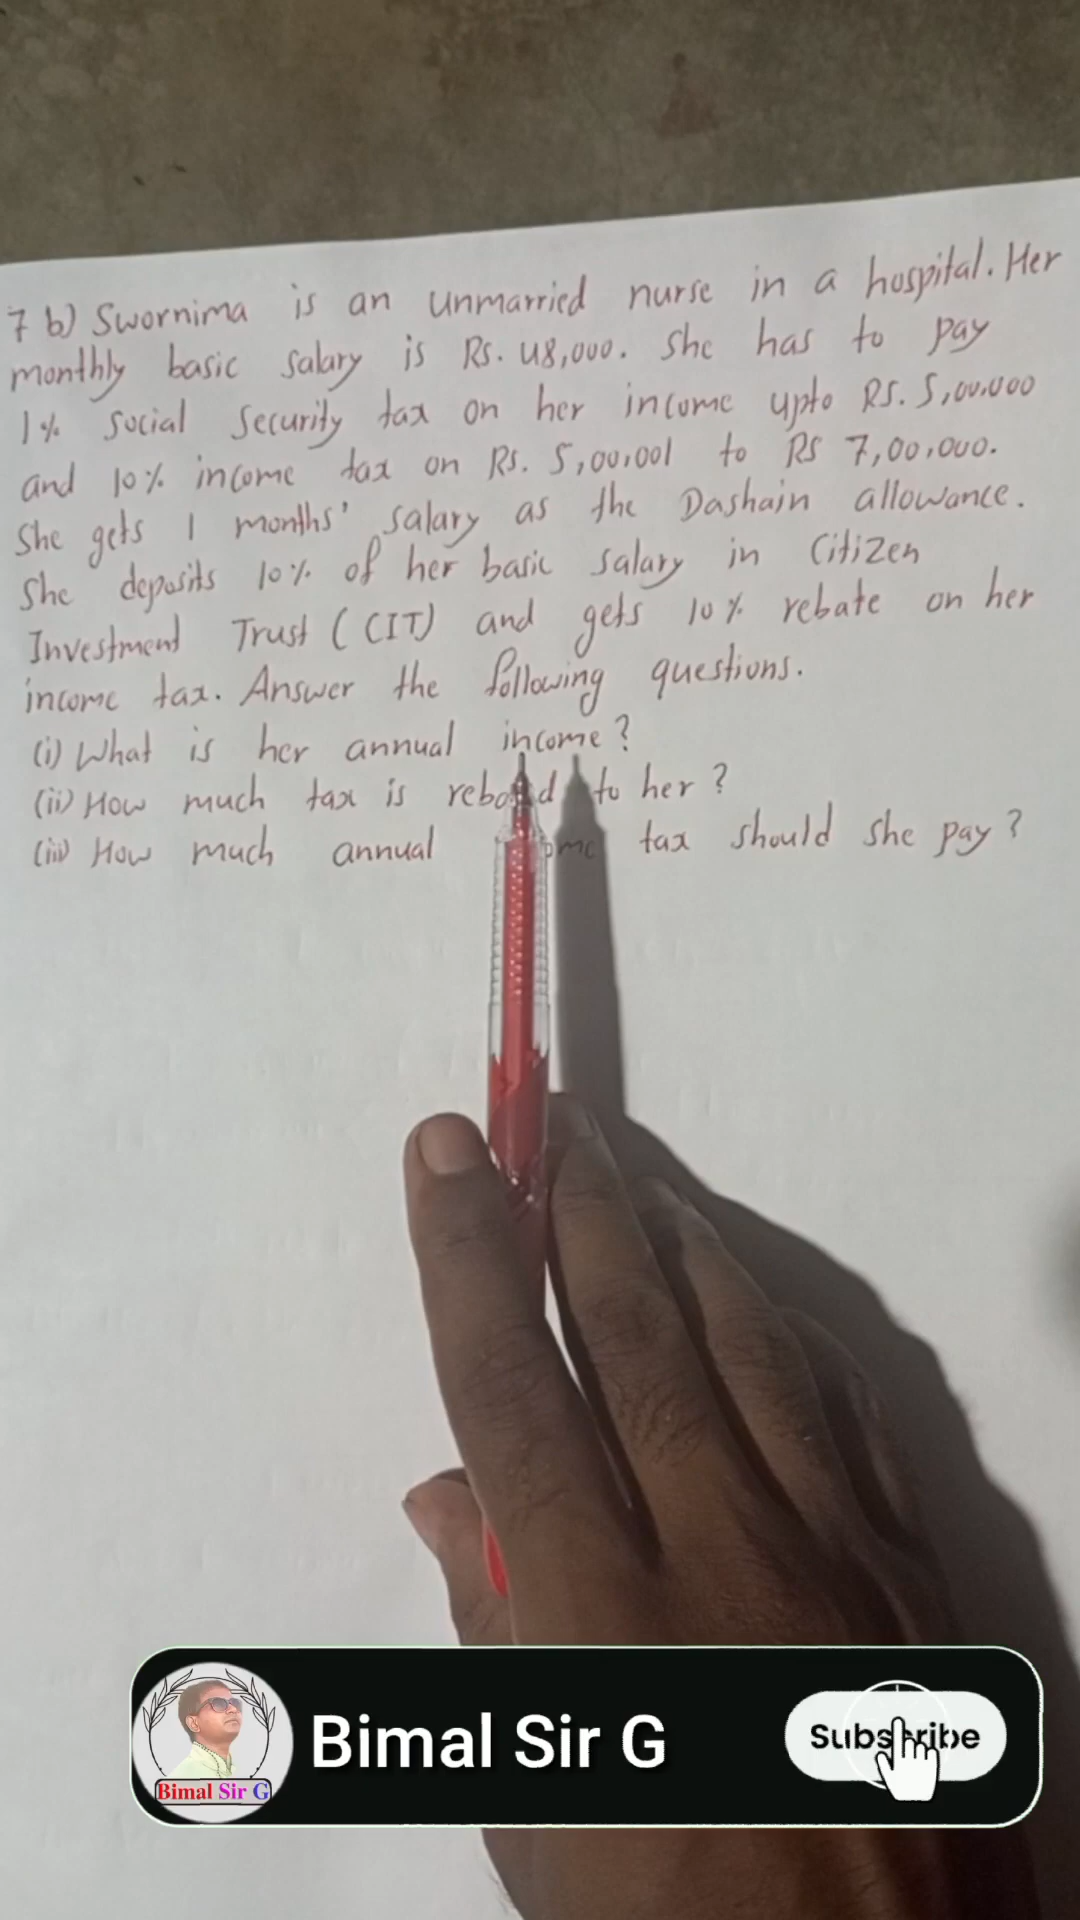 7 b) Swornima is an unmarried nurse in a hospital. Her
monthly basic salary is Rs. 48,000. She has to pay
1% Social Security tax on her income upto RS. 5,00,000
and 10% income tax on Rs. 5,00,001 to RS 7,00,000.
She gets 1 months' salary as the Dashain allowance.
She deposits 10% of her basic salary in Citizen
Investment Trust (CIT) and gets 10% rebate on her
income tax. Answer the following questions.
(i) What is her annual income?
(ii) How much tax is to her?
(iii) How much annual tax should she pay?
Bimal Sir G
Bimal Sir G
Subscribe